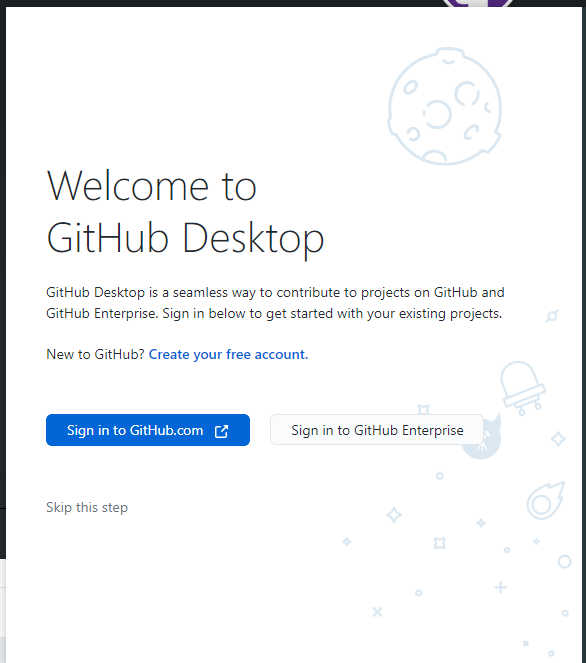 Welcome to
GitHub Desktop
GitHub Desktop is a seamless way to contribute to projects on GitHub and
GitHub Enterprise. Sign in below to get started with your existing projects.
New to GitHub? Create your free account.
Sign in to GitHub.com
Sign in to GitHub Enterprise
Skip this step